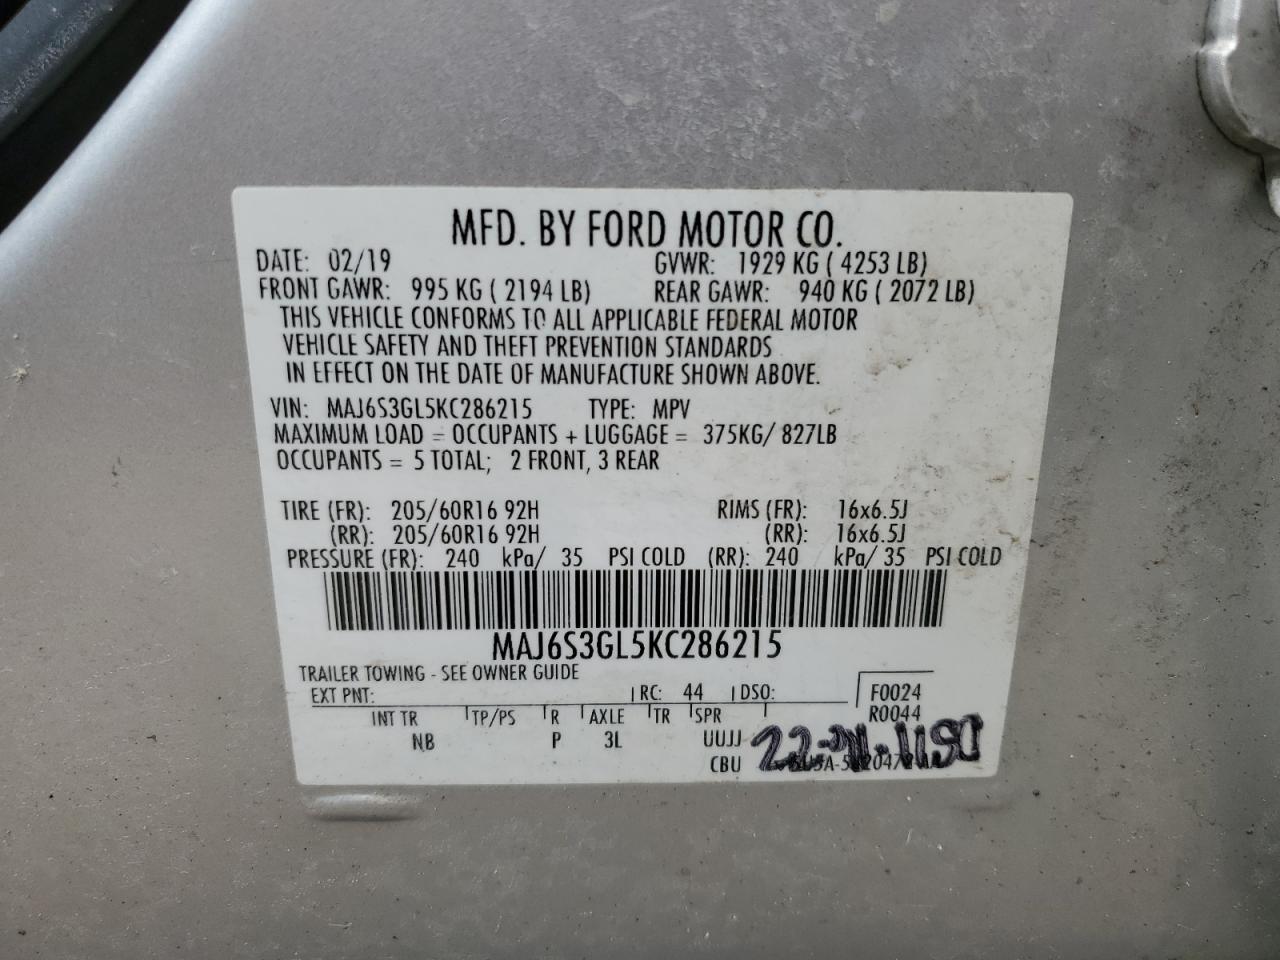 MFD. BY FORD MOTOR CO.
DATE: 02/19 GVWR: 1929 KG ( 4253 LB)
FRONT GAWR: 995 KG ( 2194 LB) REAR GAWR: 940 KG ( 2072 LB)
THIS VEHICLE CONFORMS TO ALL APPLICABLE FEDERAL MOTOR
VEHICLE SAFETY AND THEFT PREVENTION STANDARDS
IN EFFECT ON THE DATE OF MANUFACTURE SHOWN ABOVE.
VIN: MAJ6S3GL5KC286215 TYPE: MPV
MAXIMUM LOAD = OCCUPANTS + LUGGAGE = 375KG/ 827LB
OCCUPANTS = 5 TOTAL; 2 FRONT, 3 REAR
TIRE (FR): 205/60R16 92H RIMS (FR): 16x6.5J
(RR): 205/60R16 92H (RR): 16x6.5J
PRESSURE (FR): 240 kPa/ 35 PSI COLD (RR): 240 kPa/ 35 PSI COLD
MAJ6S3GL5KC286215
TRAILER TOWING - SEE OWNER GUIDE
EXT PNT: RC: 44 DSO: F0024
INT TR TP/PS R AXLE TR SPR R0044
NB P 3L UUJJ
CBU